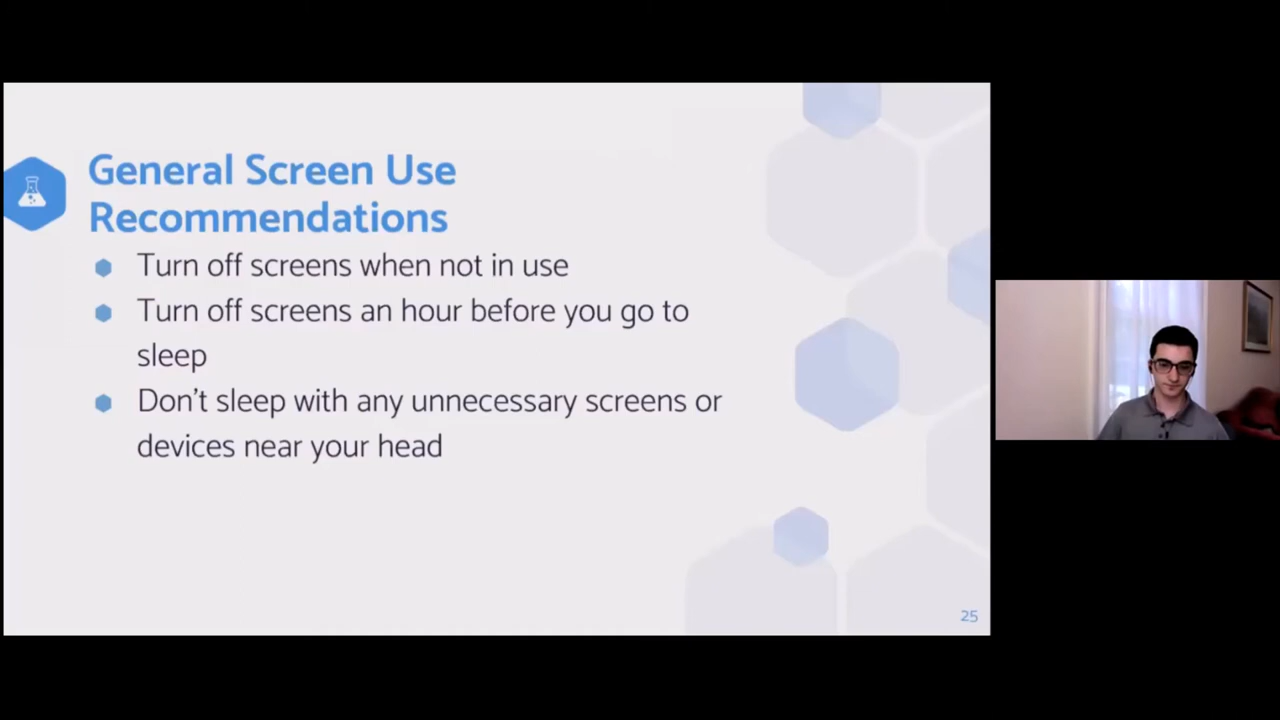 General Screen Use
Recommendations
Turn off screens when not in use
Turn off screens an hour before you go to
sleep
Don't sleep with any unnecessary screens or
devices near your head
25